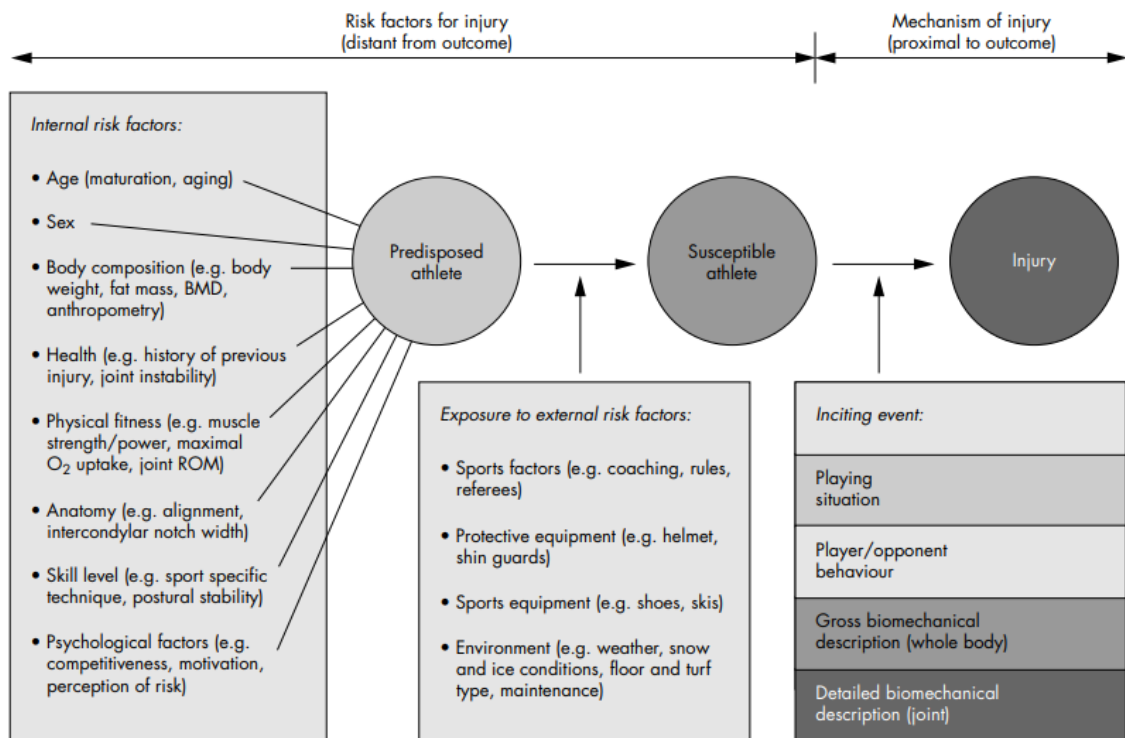 Risk factors for injury
(distant from outcome)
Mechanism of injury
(proximal to outcome)
Internal risk factors:
• Age (maturation, aging)
• Sex
• Body composition (e.g. body
weight, fat mass, BMD,
anthropometry)
• Health (e.g. history of previous
injury, joint instability)
• Physical fitness (e.g. muscle
strength/power, maximal
O2 uptake, joint ROM)
• Anatomy (e.g. alignment,
intercondylar notch width)
• Skill level (e.g. sport specific
technique, postural stability)
• Psychological factors (e.g.
competitiveness, motivation,
perception of risk)
Predisposed
athlete
Susceptible
athlete
Injury
Exposure to external risk factors:
• Sports factors (e.g. coaching, rules,
referees)
• Protective equipment (e.g. helmet,
shin guards)
• Sports equipment (e.g. shoes, skis)
• Environment (e.g. weather, snow
and ice conditions, floor and turf
type, maintenance)
Inciting event:
Playing
situation
Player/opponent
behaviour
Gross biomechanical
description (whole body)
Detailed biomechanical
description (joint)